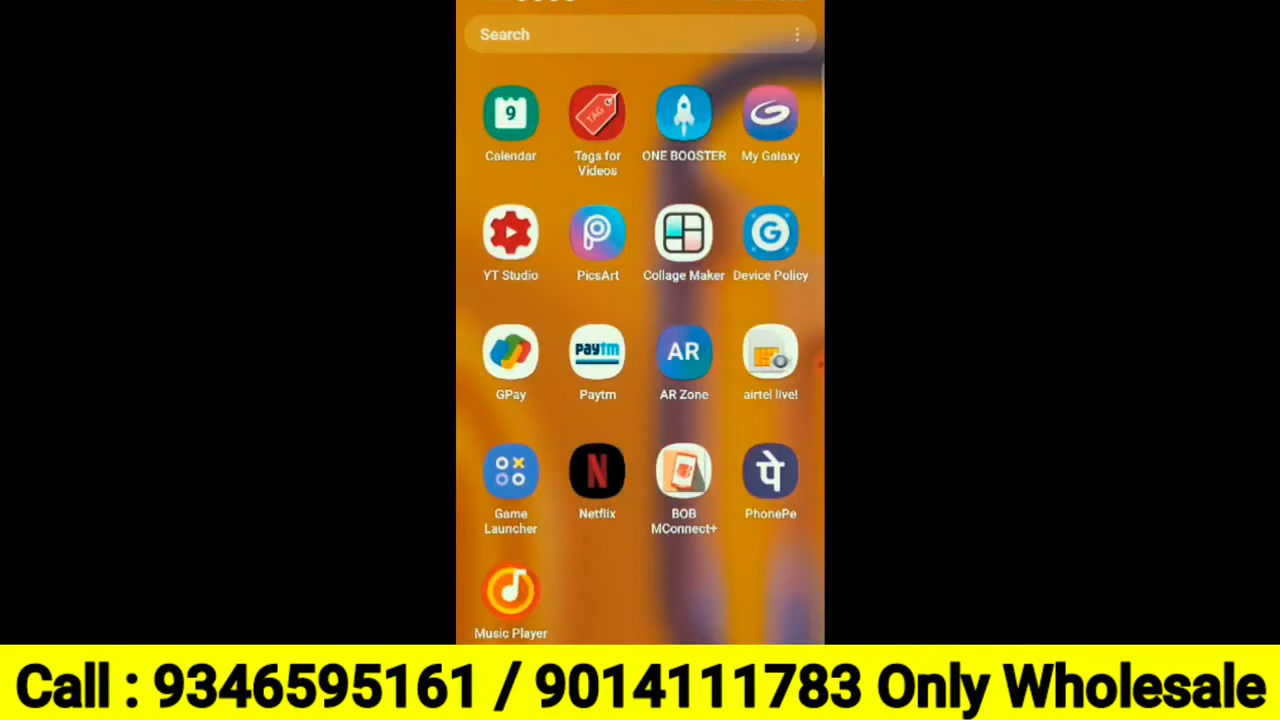 Search
9
TAG
Calendar
Tags for
Videos
ONE BOOSTER
My Galaxy
YT Studio
PicsArt
Collage Maker
Device Policy
paytm
AR
GPay
Paytm
AR Zone
airtel live!
N
पे
Game
Launcher
Netflix
BOB
MConnect+
PhonePe
Music Player
Call : 9346595161 / 9014111783 Only Wholesale